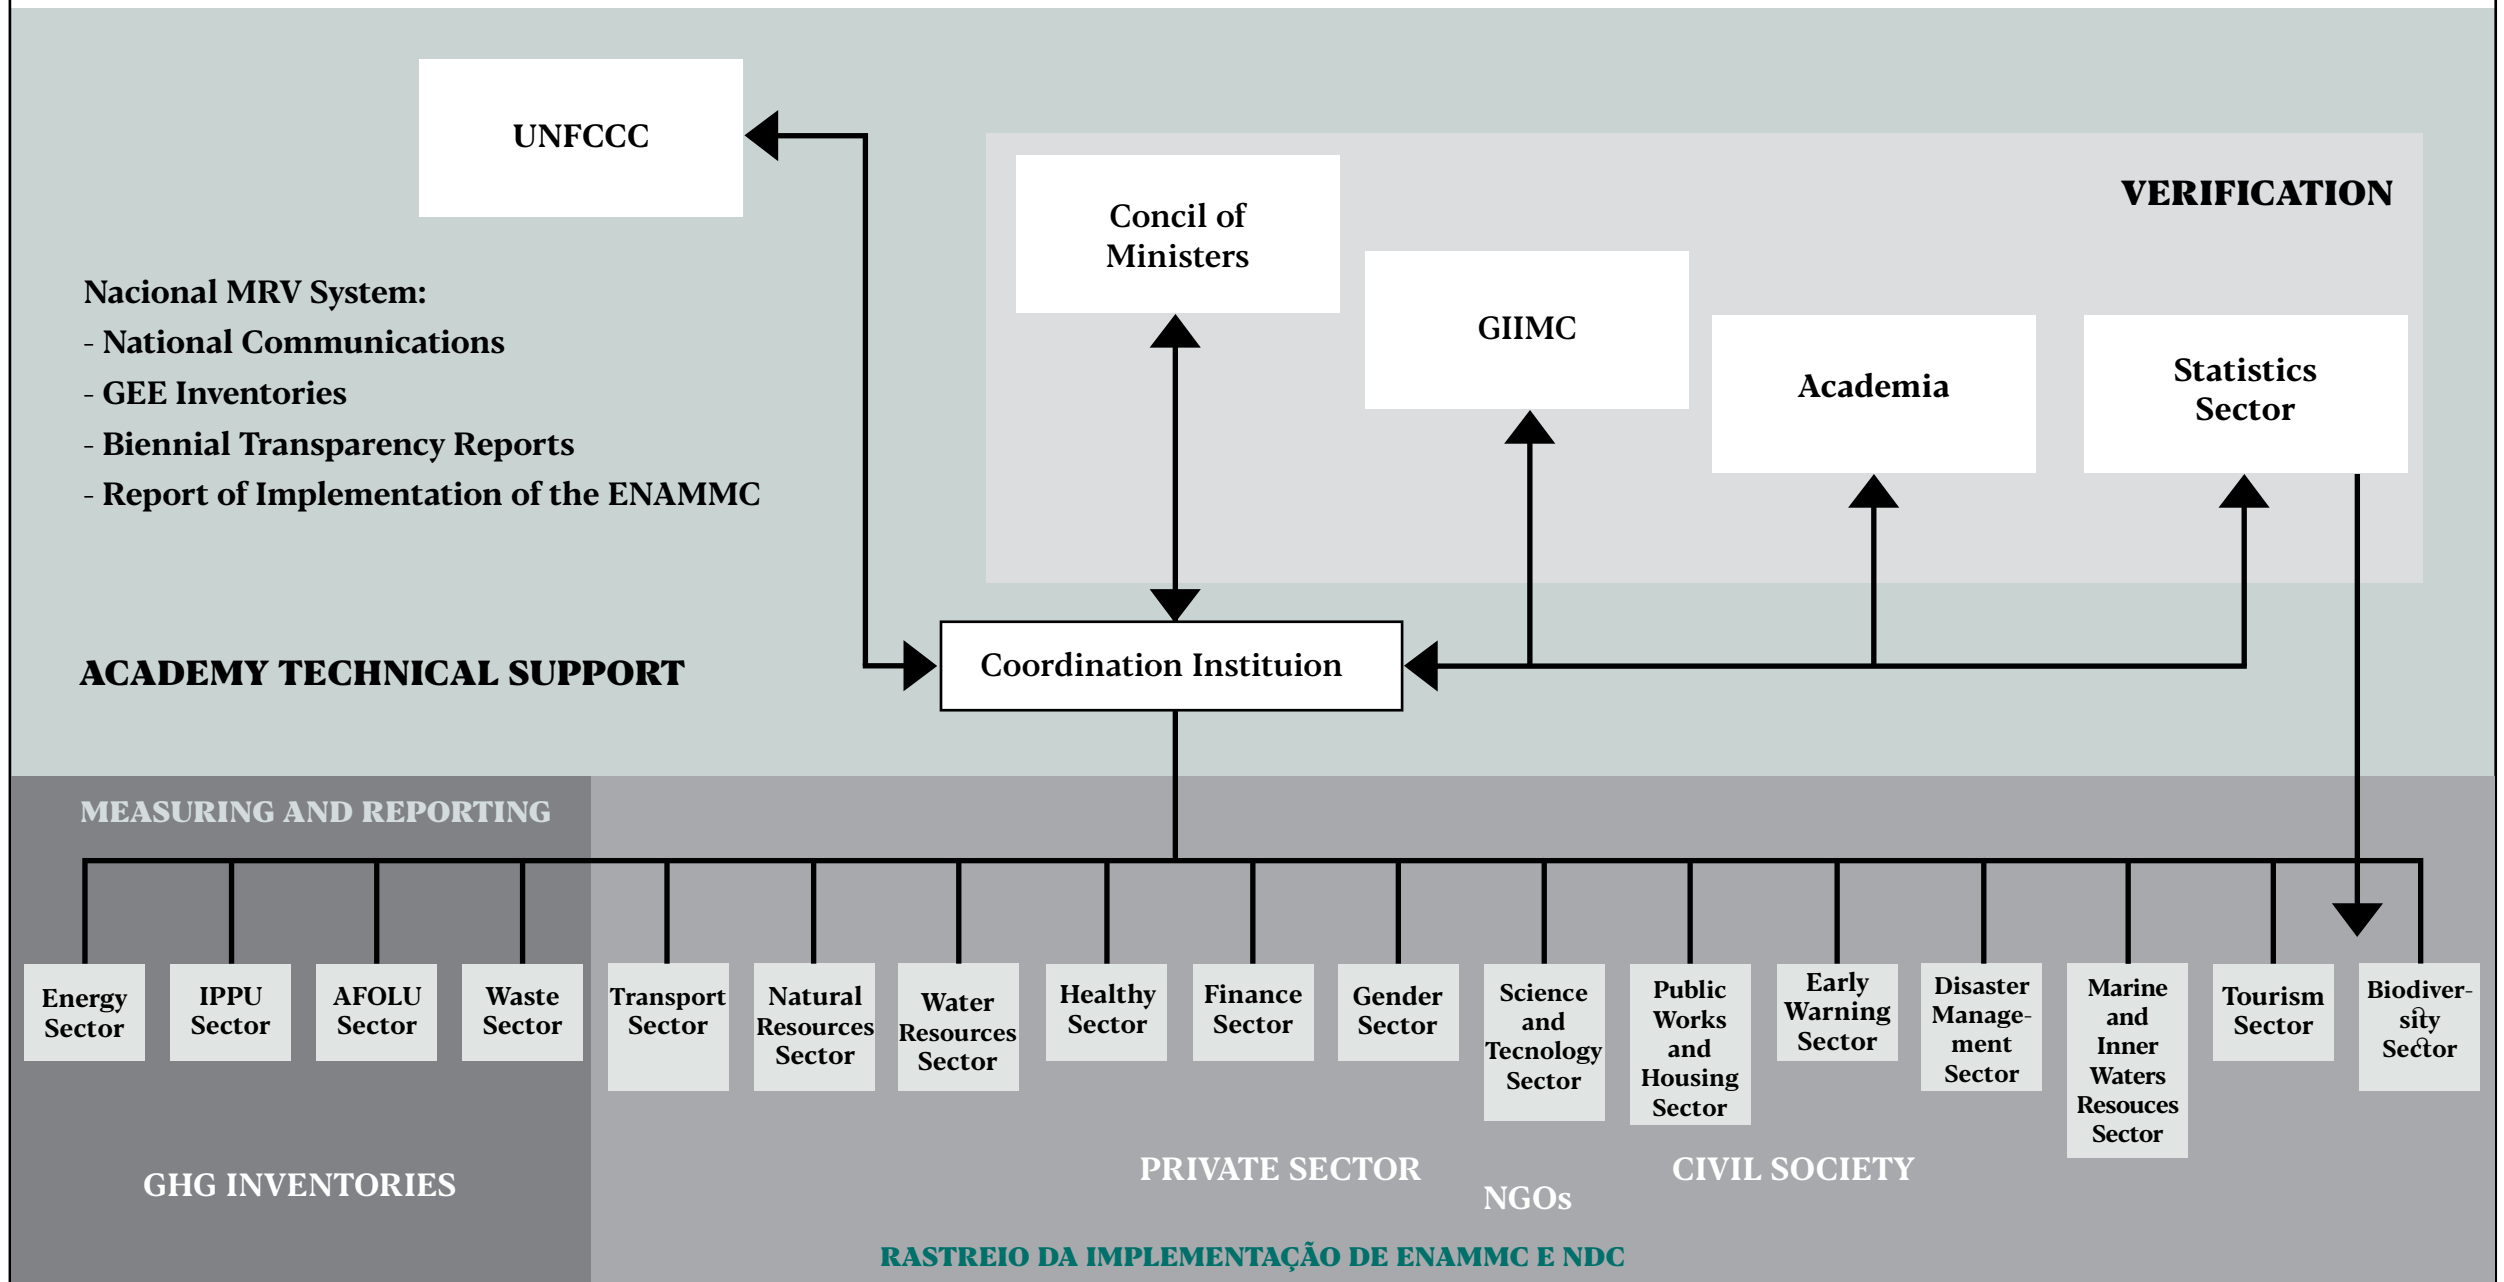 UNFCCC
Nacional MRV System:
- National Communications
- GEE Inventories
- Biennial Transparency Reports
- Report of Implementation of the ENAMMC
VERIFICATION
Concil of
Ministers
GIIMC
Academia
Statistics
Sector
ACADEMY TECHNICAL SUPPORT
Coordination Instituion
MEASURING AND REPORTING
Energy
Sector
IPPU
Sector
AFOLU
Sector
Waste
Sector
Transport
Sector
Natural
Resources
Sector
Water
Resources
Sector
Healthy
Sector
Finance
Sector
Gender
Sector
Science
and
Tecnology
Sector
Public
Works
and
Housing
Sector
Early
Warning
Sector
Disaster
Manage-
ment
Sector
Marine
and
Inner
Waters
Resouces
Sector
Tourism
Sector
Biodiver-
sity
Sector
GHG INVENTORIES
PRIVATE SECTOR
NGOs
CIVIL SOCIETY
RASTREIO DA IMPLEMENTAÇÃO DE ENAMMC E NDC